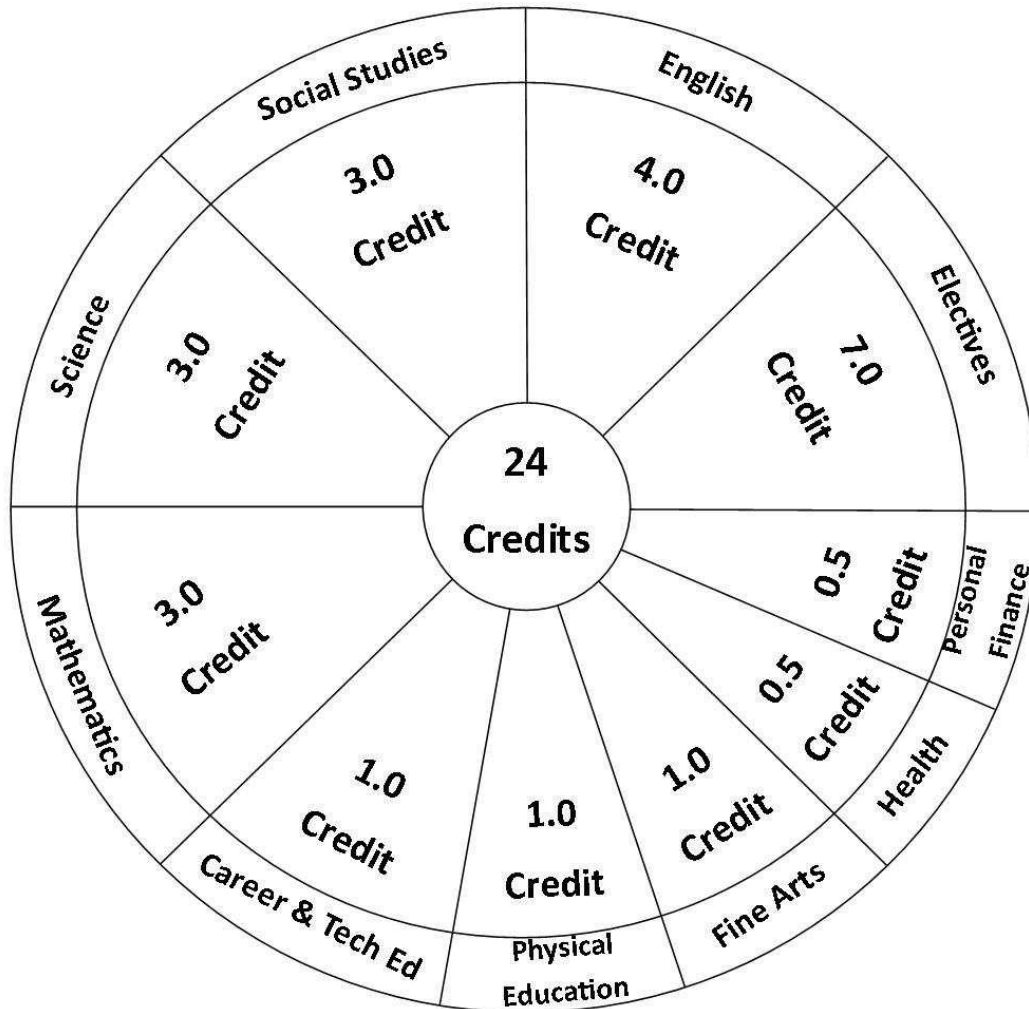 Social Studies
3.0
Credit
English
4.0
Credit
Electives
7.0
Credit
Personal
Finance
0.5
Credit
Health
0.5
Credit
Fine Arts
1.0
Credit
Physical
Education
1.0
Credit
Career & Tech Ed
1.0
Credit
Mathematics
3.0
Credit
Science
3.0
Credit
24
Credits